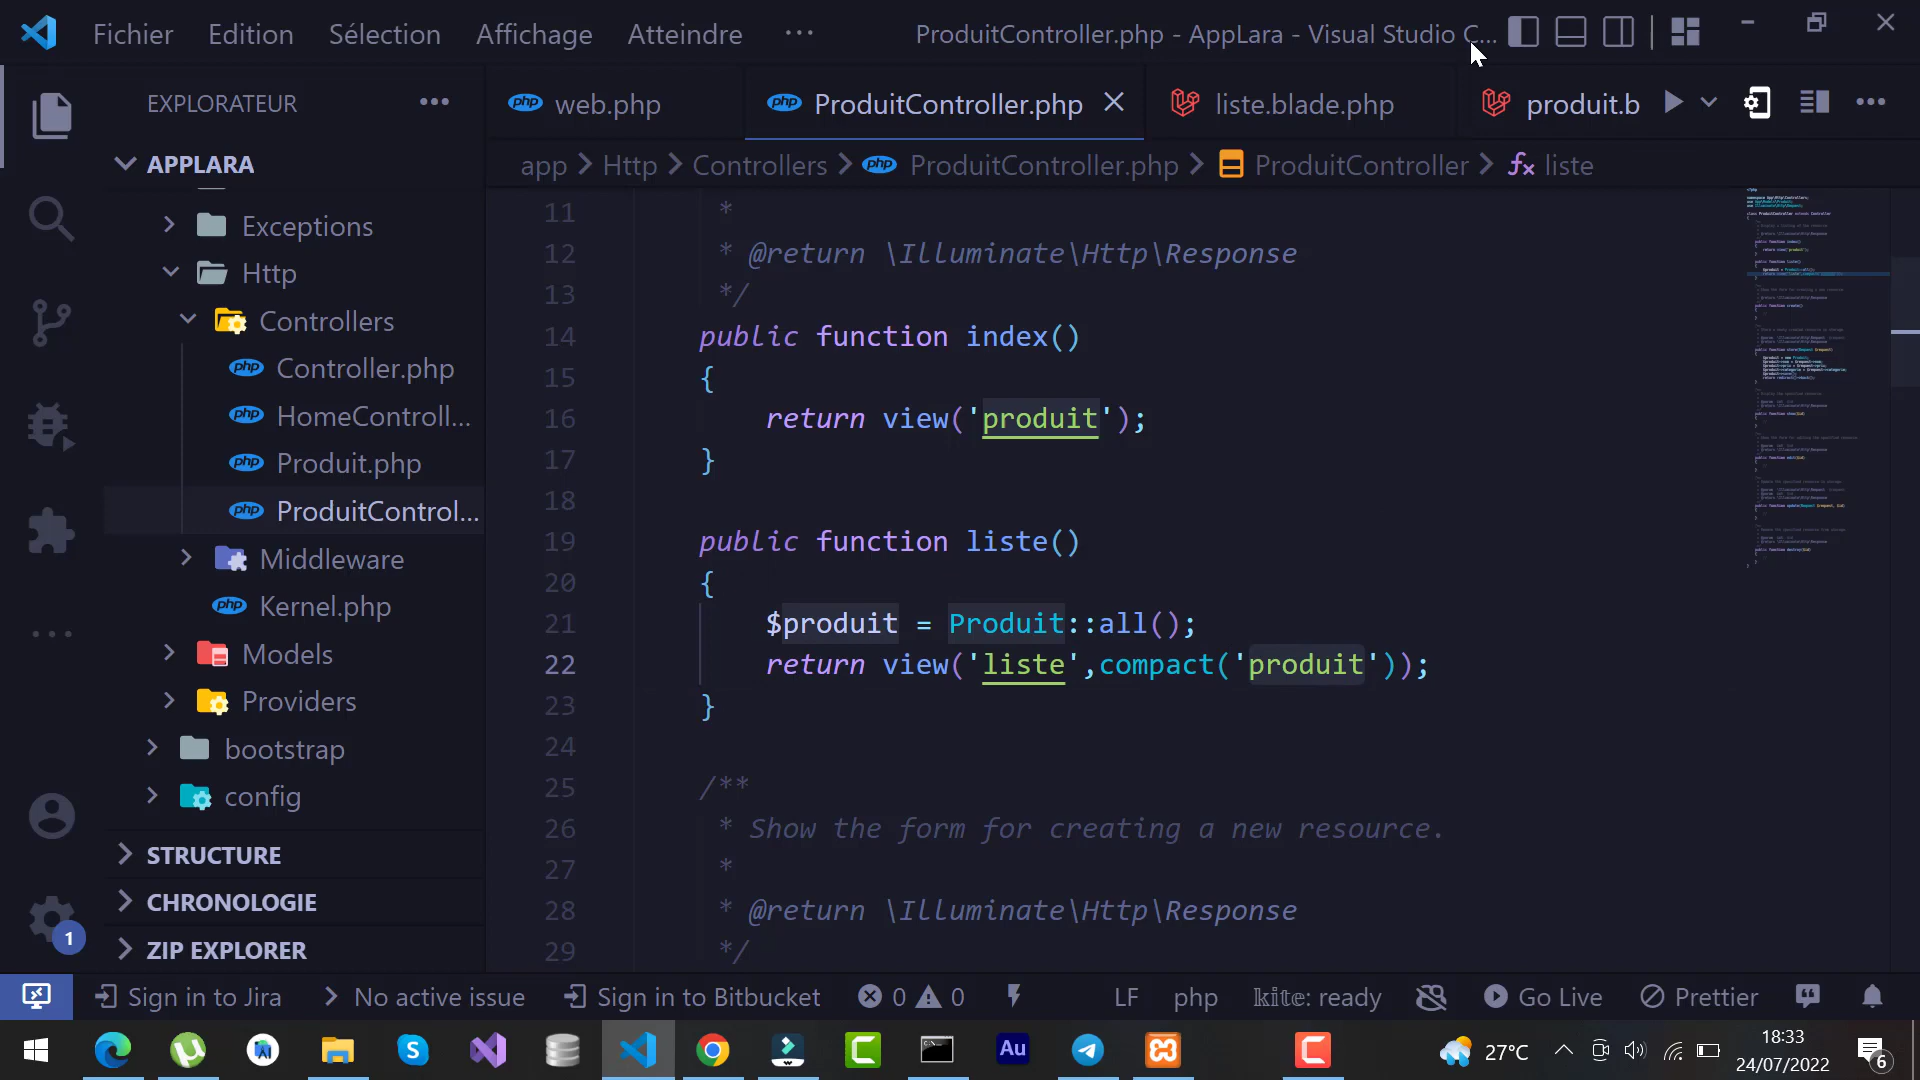 Fichier Edition Sélection Affichage Atteindre ··· ProduitController.php - AppLara - Visual Studio C...
EXPLORATEUR ···
web.php ProduitController.php liste.blade.php produit.b
app > Http > Controllers > ProduitController.php > ProduitController > liste
APPLARA
Exceptions
Http
Controllers
Controller.php
HomeControll...
Produit.php
ProduitControl...
Middleware
Kernel.php
Models
Providers
bootstrap
config
STRUCTURE
CHRONOLOGIE
ZIP EXPLORER
1
11 *
12 * @return \Illuminate\Http\Response
13 */
14 public function index()
15 {
16 return view('produit');
17 }
18
19 public function liste()
20 {
21 $produit = Produit::all();
22 return view('liste',compact('produit'));
23 }
24
25 /**
26 * Show the form for creating a new resource.
27 *
28 * @return \Illuminate\Http\Response
29 */
Sign in to Jira No active issue Sign in to Bitbucket 0 0 LF php kite: ready Go Live Prettier
Au 27°C 18:33
24/07/2022 6